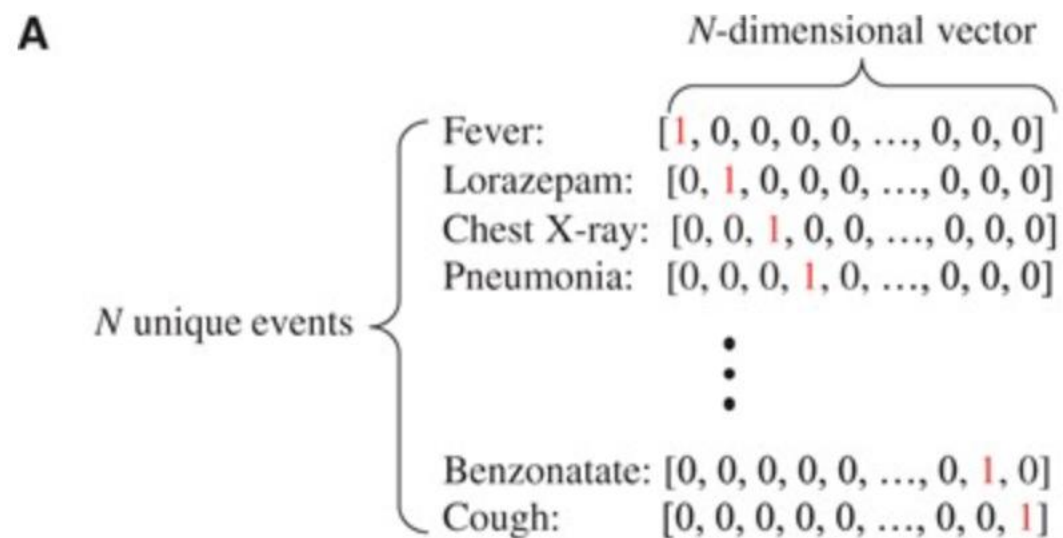 A
N-dimensional vector
Fever: [1, 0, 0, 0, 0, ..., 0, 0, 0]
Lorazepam: [0, 1, 0, 0, 0, ..., 0, 0, 0]
Chest X-ray: [0, 0, 1, 0, 0, ..., 0, 0, 0]
Pneumonia: [0, 0, 0, 1, 0, ..., 0, 0, 0]
N unique events
Benzonatate: [0, 0, 0, 0, 0, ..., 0, 1, 0]
Cough: [0, 0, 0, 0, 0, ..., 0, 0, 1]